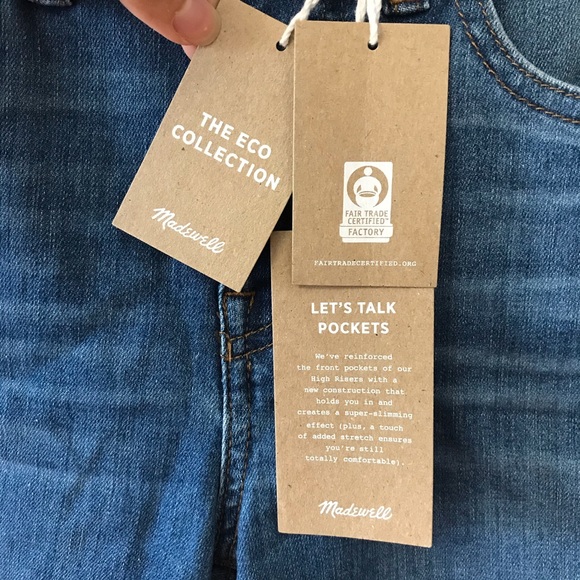 THE ECO
COLLECTION
Madewell
FAIR TRADE
CERTIFIED™
FACTORY
FAIRTRADECERTIFIED.ORG
LET'S TALK
POCKETS
We've reinforced
the front pockets of our
High Risers with a
new construction that
holds you in and
creates a super-slimming
effect (plus, a touch
of added stretch ensures
you're still
totally comfortable).
Madewell